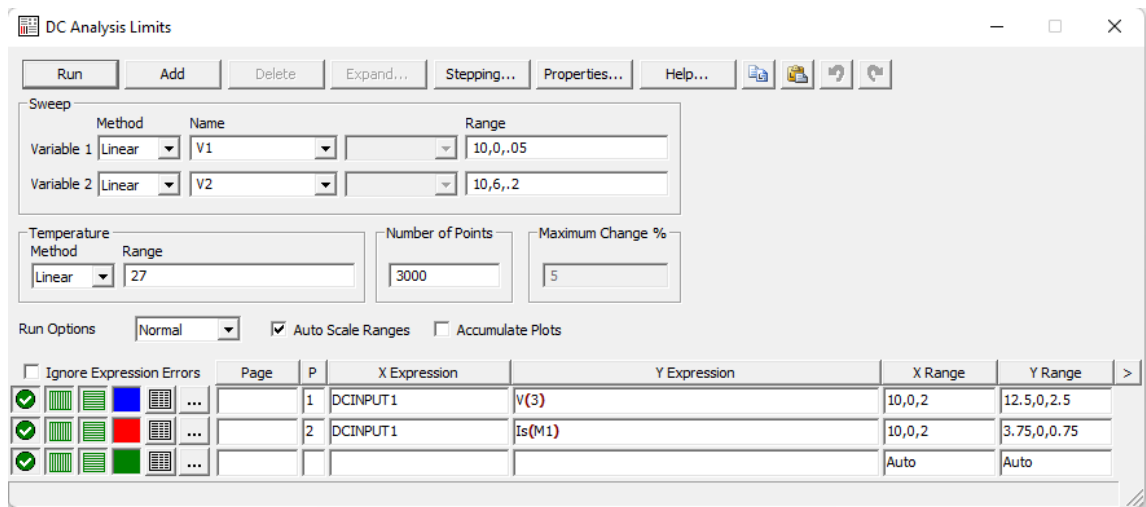 DC Analysis Limits
Run Add Delete Expand... Stepping... Properties... Help...
Sweep
Method Name Range
Variable 1 Linear V1 10,0,.05
Variable 2 Linear V2 10,6,.2
Temperature Number of Points Maximum Change %
Method Range
Linear 27 3000 5
Run Options Normal Auto Scale Ranges Accumulate Plots
Ignore Expression Errors Page P X Expression Y Expression X Range Y Range >
... 1 DCINPUT1 V(3) 10,0,2 12.5,0,2.5
... 2 DCINPUT1 Is(M1) 10,0,2 3.75,0,0.75
... Auto Auto